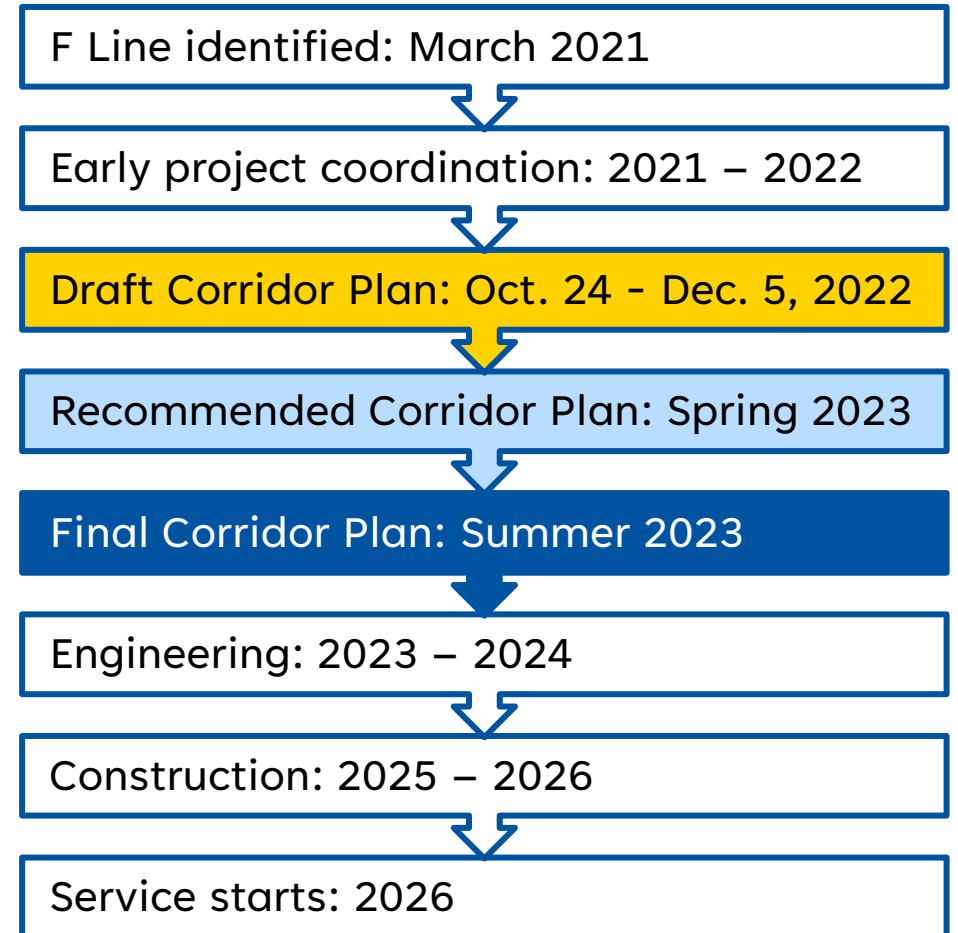 F Line identified: March 2021
Early project coordination: 2021 – 2022
Draft Corridor Plan: Oct. 24 - Dec. 5, 2022
Recommended Corridor Plan: Spring 2023
Final Corridor Plan: Summer 2023
Engineering: 2023 – 2024
Construction: 2025 – 2026
Service starts: 2026